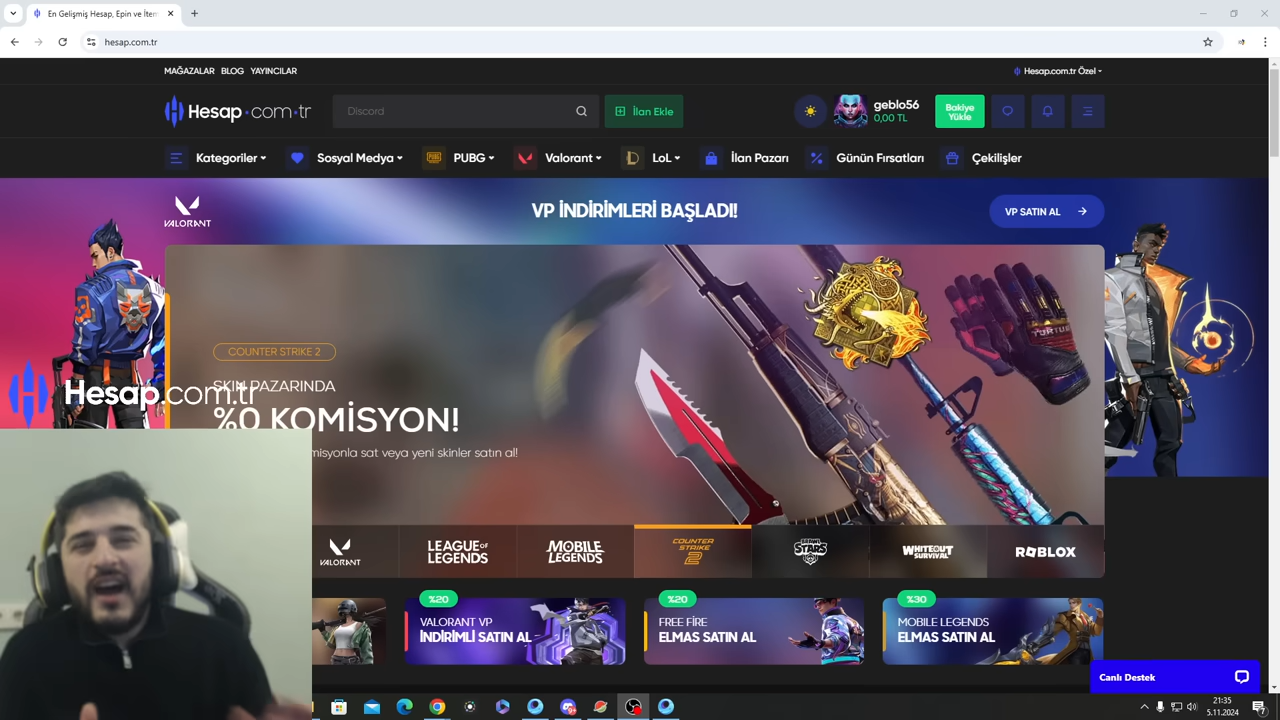 En Gelişmiş Hesap, Epin ve İtem
hesap.com.tr
MAĞAZALAR BLOG YAYINCILAR
Hesap.com.tr Özel
Hesap.com.tr
Discord
İlan Ekle
geblo56
0,00 TL
Bakiye
Yükle
Kategoriler
Sosyal Medya
PUBG
Valorant
LoL
İlan Pazarı
Günün Fırsatları
Çekilişler
VALORANT
VP İNDİRİMLERİ BAŞLADI!
VP SATIN AL
COUNTER STRIKE 2
SKIN PAZARINDA
%0 KOMİSYON!
misyonla sat veya yeni skinler satın al!
Hesap.com.tr
VALORANT
LEAGUE OF
LEGENDS
MOBILE
LEGENDS
COUNTER
STRIKE
2
BRAWL
STARS
WHITEOUT
SURVIVAL
ROBLOX
%20
VALORANT VP
İNDİRİMLİ SATIN AL
%20
FREE FİRE
ELMAS SATIN AL
%30
MOBILE LEGENDS
ELMAS SATIN AL
Canlı Destek
21:35
5.11.2024